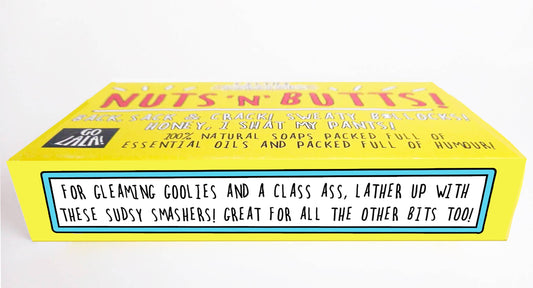 NUTS 'N' BUTTS!
BACK, SACK & CRACK! SWEATY BOLLOCKS!
HONEY, I SHAT MY PANTS!
GO LALA!
100% NATURAL SOAPS PACKED FULL OF
ESSENTIAL OILS AND PACKED FULL OF HUMOUR!
FOR GLEAMING GOOLIES AND A CLASS ASS, LATHER UP WITH
THESE SUDSY SMASHERS! GREAT FOR ALL THE OTHER BITS TOO!